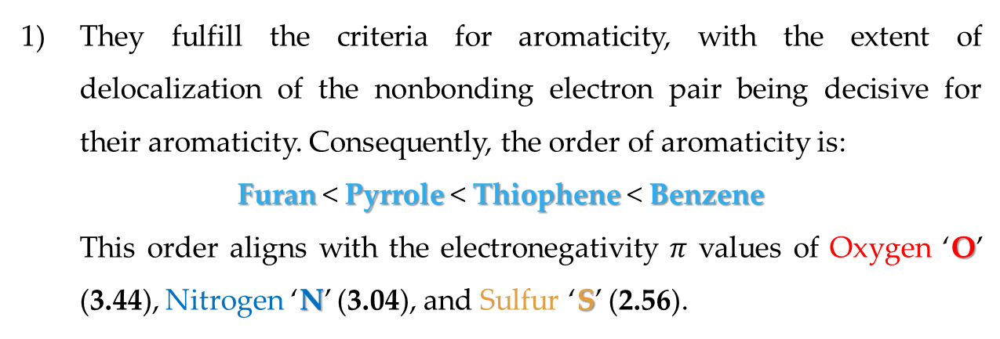 1) They fulfill the criteria for aromaticity, with the extent of
delocalization of the nonbonding electron pair being decisive for
their aromaticity. Consequently, the order of aromaticity is:
Furan < Pyrrole < Thiophene < Benzene
This order aligns with the electronegativity π values of Oxygen ‘O’
(3.44), Nitrogen ‘N’ (3.04), and Sulfur ‘S’ (2.56).